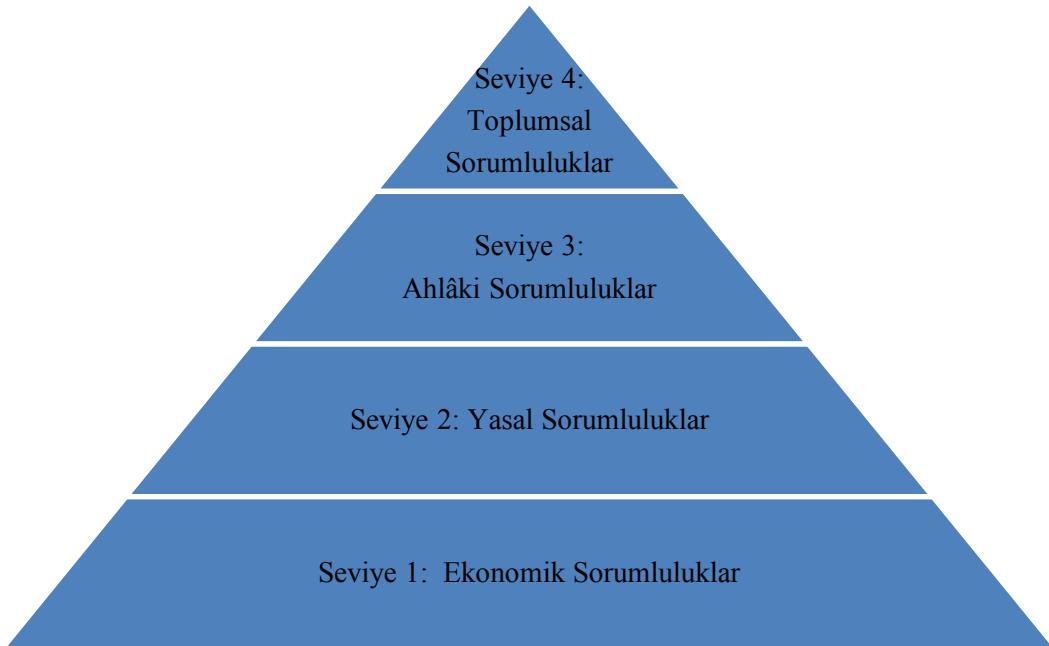 Seviye 4:
Toplumsal
Sorumluluklar
Seviye 3:
Ahlâki Sorumluluklar
Seviye 2: Yasal Sorumluluklar
Seviye 1:  Ekonomik Sorumluluklar